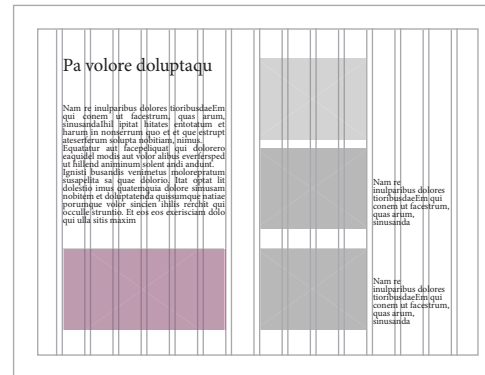 Pa volore doluptaqu
Nam re inulparibus dolores tioribusdaeEm
qui conem ut facestrum, quas arum,
sinusandaIhil ipitat hitates entotatum et
harum in nonserrum quo et et que estrupt
ateserferum solupta nobitiam, nimus.
Equatatur aut facepeliquat qui dolorero
eaquidel modis aut volor alibus everfersped
ut hillend animinum solent andi andunt.
Ignisti busandis venimetus molorepratum
susapelita sa quae dolorio. Itat optat lit
dolestio imus quatemquia dolore simusam
nobitem et doluptatenda quissumque natiae
porumque volor sincien ihilis rerchit qui
occulle struntio. Et eos eos exerisciam dolo
qui ulla sitis maxim
Nam re
inulparibus dolores
tioribusdaeEm qui
conem ut facestrum,
quas arum,
sinusanda
Nam re
inulparibus dolores
tioribusdaeEm qui
conem ut facestrum,
quas arum,
sinusanda